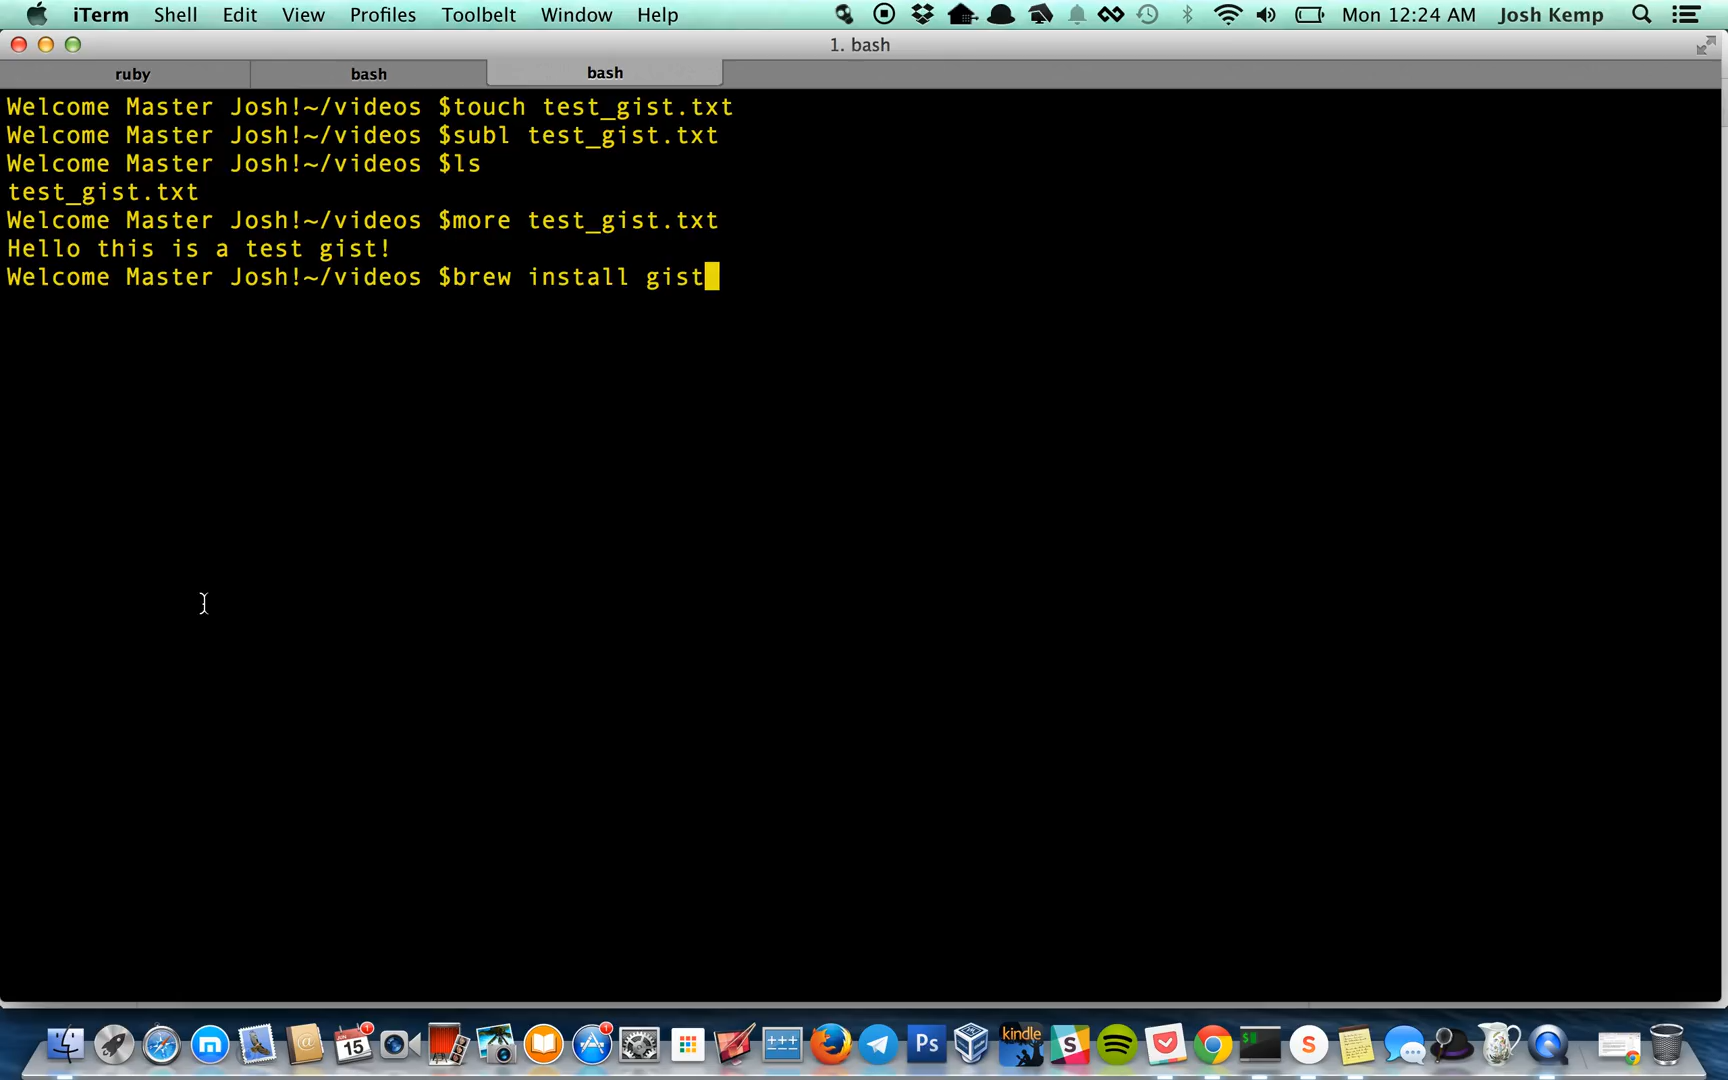 iTerm Shell Edit View Profiles Toolbelt Window Help Mon 12:24 AM Josh Kemp
1. bash
ruby bash bash
Welcome Master Josh!~/videos $touch test_gist.txt
Welcome Master Josh!~/videos $subl test_gist.txt
Welcome Master Josh!~/videos $ls
test_gist.txt
Welcome Master Josh!~/videos $more test_gist.txt
Hello this is a test gist!
Welcome Master Josh!~/videos $brew install gist
JUN 1 1 kindle
15 Ps S